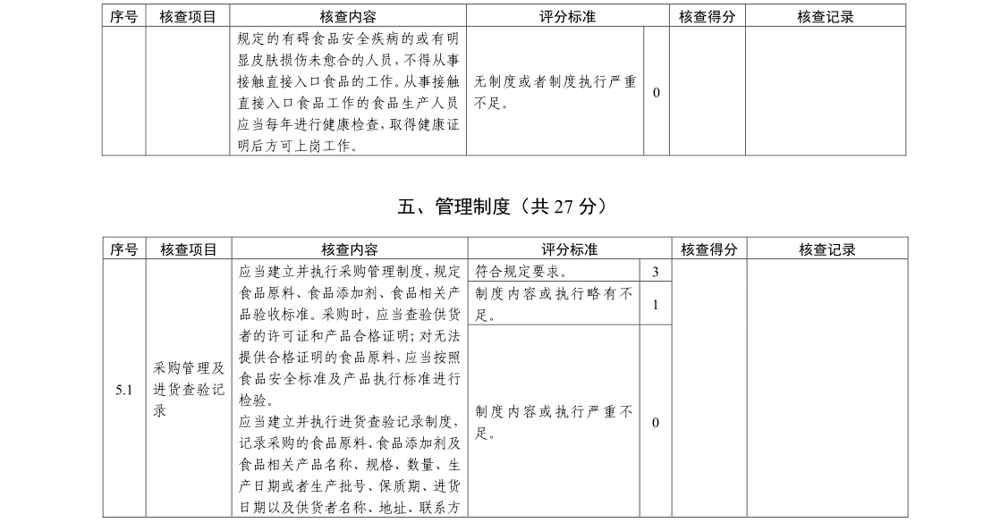 序号 核查项目 核查内容 评分标准 核查得分 核查记录
规定的有碍食品安全疾病的或有明
显皮肤损伤未愈合的人员，不得从事
接触直接入口食品的工作。从事接触
直接入口食品工作的食品生产人员
应当每年进行健康检查，取得健康证
明后方可上岗工作。
无制度或者制度执行严重
不足。
0
五、管理制度（共 27 分）
序号 核查项目 核查内容 评分标准 核查得分 核查记录
5.1
采购管理及
进货查验记
录
应当建立并执行采购管理制度，规定
食品原料、食品添加剂、食品相关产
品验收标准。采购时，应当查验供货
者的许可证和产品合格证明；对无法
提供合格证明的食品原料，应当按照
食品安全标准及产品执行标准进行
检验。
应当建立并执行进货查验记录制度，
记录采购的食品原料、食品添加剂及
食品相关产品名称、规格、数量、生
产日期或者生产批号、保质期、进货
日期以及供货者名称、地址、联系方
符合规定要求。 3
制度内容或执行略有不
足。
1
制度内容或执行严重不
足。
0